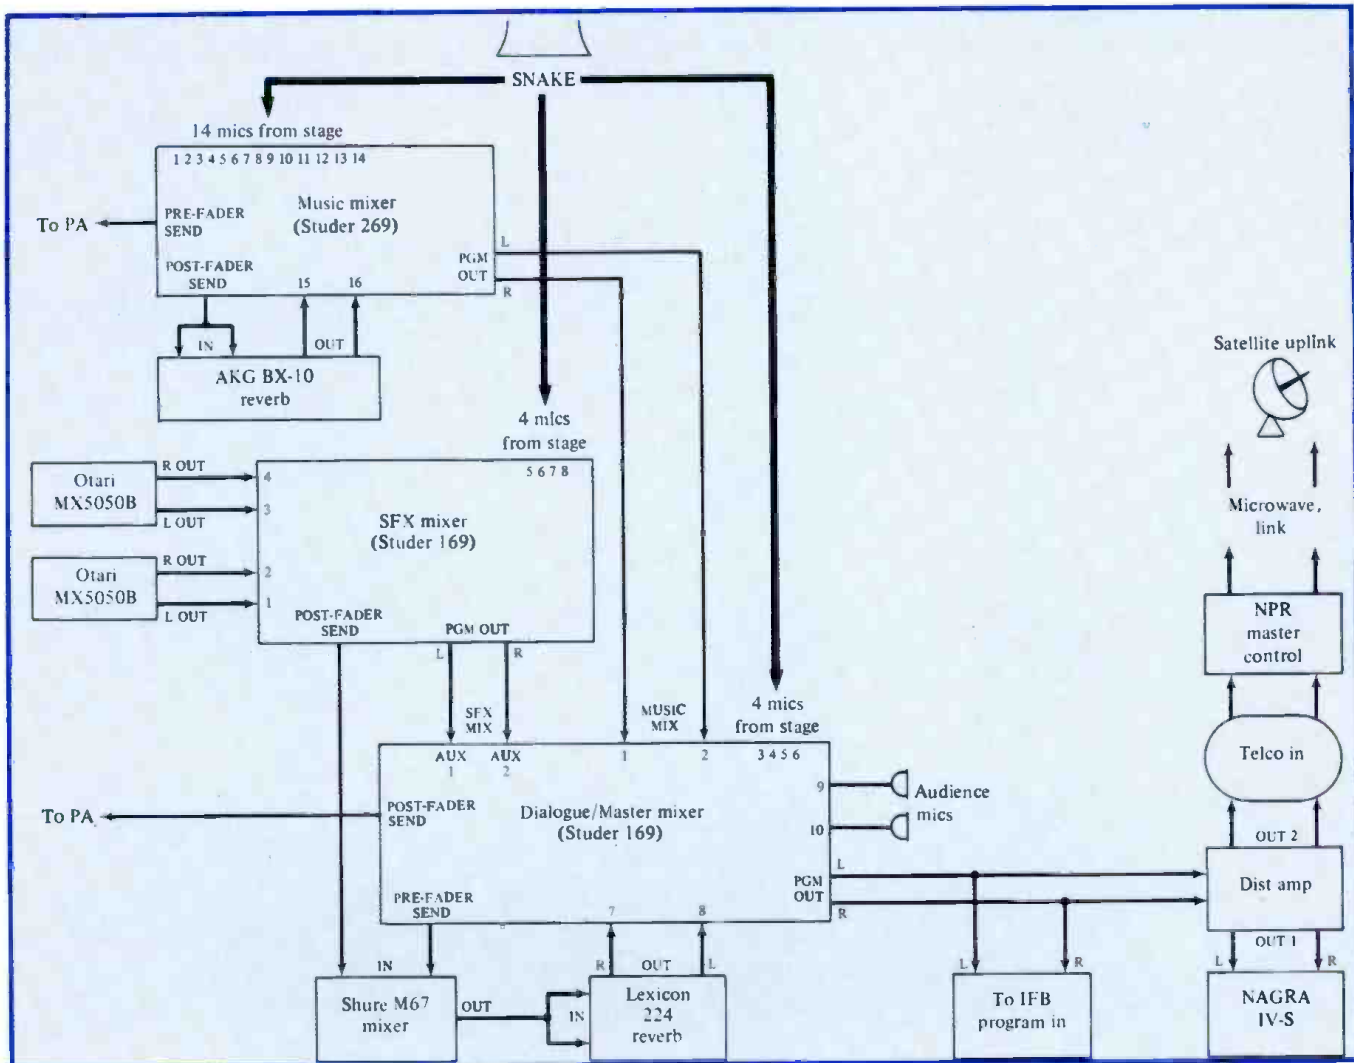 SNAKE
14 mics from stage
1 2 3 4 5 6 7 8 9 10 11 12 13 14
Music mixer
(Studer 269)
To PA
PRE-FADER
SEND
POST-FADER
SEND
15
16
L
PGM
OUT
R
IN
OUT
AKG BX-10
reverb
4 mics
from stage
5 6 7 8
Otari
MX5050B
R OUT
L OUT
4
3
SFX mixer
(Studer 169)
Otari
MX5050B
R OUT
L OUT
2
1
POST-FADER
SEND
PGM OUT
L
R
SFX
MIX
MUSIC
MIX
4 mics
from stage
AUX
1
AUX
2
1
2
3 4 5 6
To PA
POST-FADER
SEND
Dialogue/Master mixer
(Studer 169)
9
10
Audience
mics
L
PGM
OUT
R
PRE-FADER
SEND
7
8
IN
Shure M67
mixer
OUT
IN
R
OUT
L
Lexicon
224
reverb
L
R
To IFB
program in
Satellite uplink
Microwave,
link
NPR
master
control
Telco in
OUT 2
Dist amp
OUT 1
L
R
NAGRA
IV-S